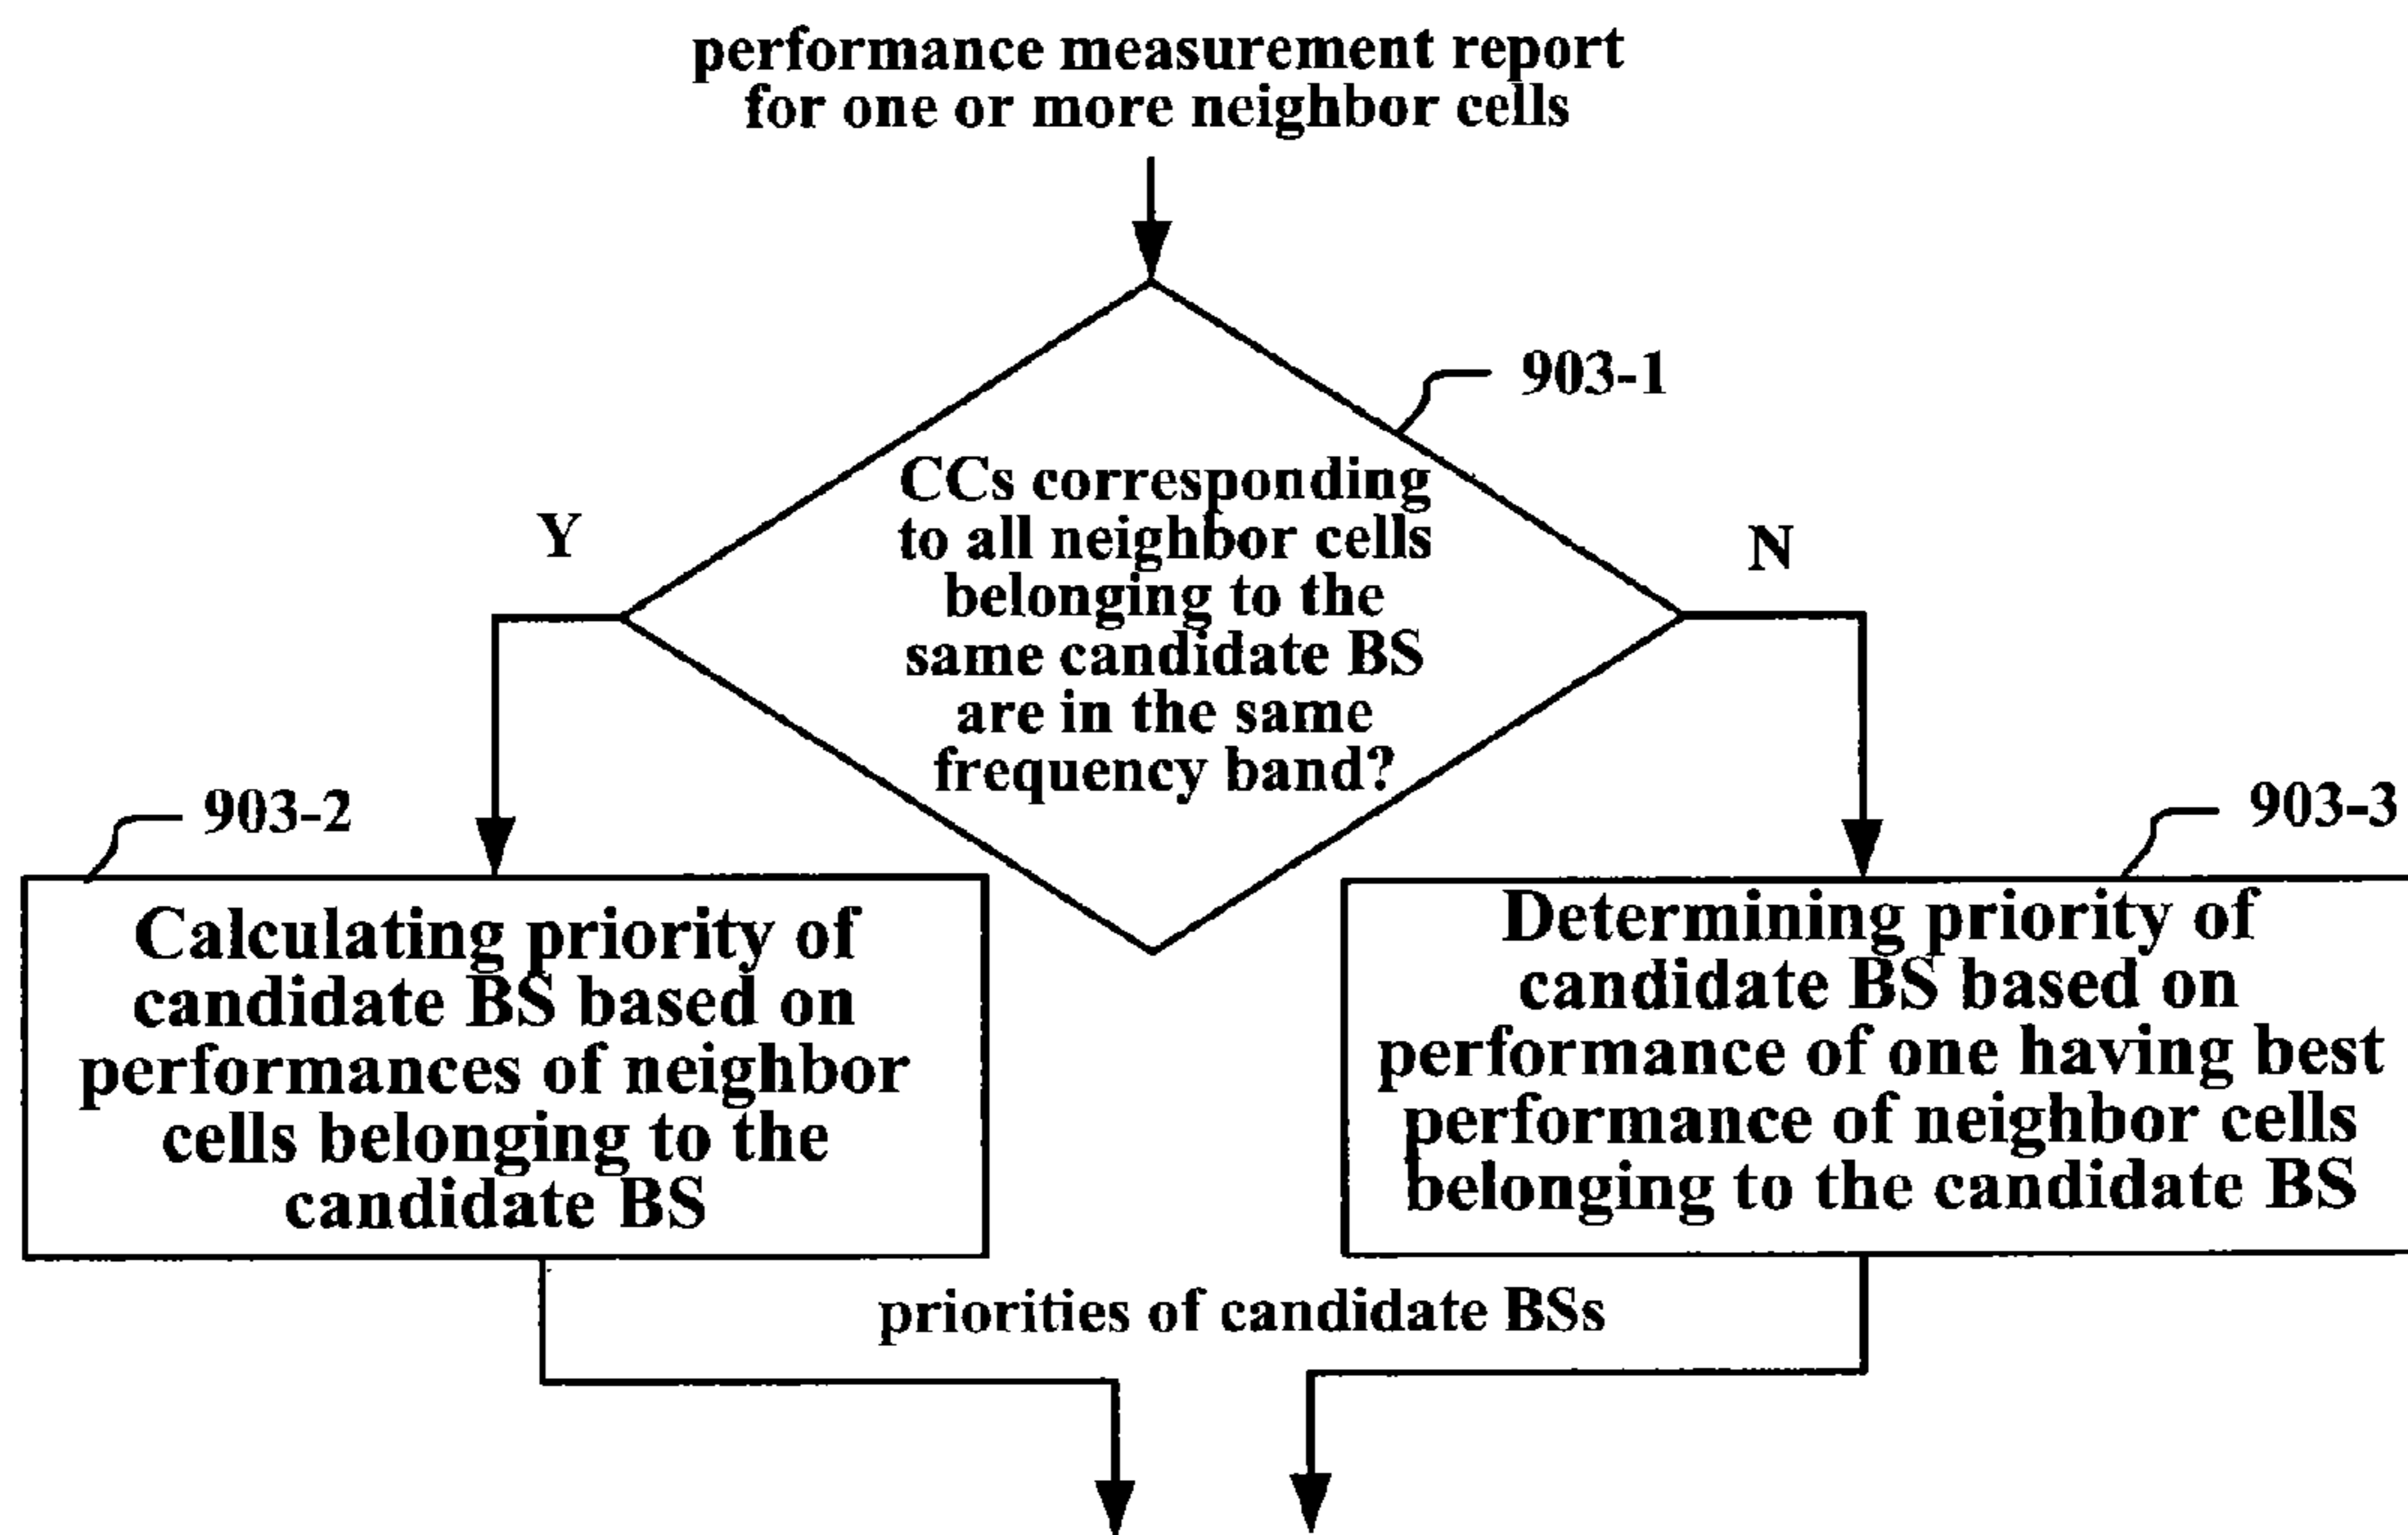 performance measurement report
for one or more neighbor cells
903-1
CCs corresponding
to all neighbor cells
belonging to the
same candidate BS
are in the same
frequency band?
Y
N
903-2
Calculating priority of
candidate BS based on
performances of neighbor
cells belonging to the
candidate BS
903-3
Determining priority of
candidate BS based on
performance of one having best
performance of neighbor cells
belonging to the candidate BS
priorities of candidate BSs